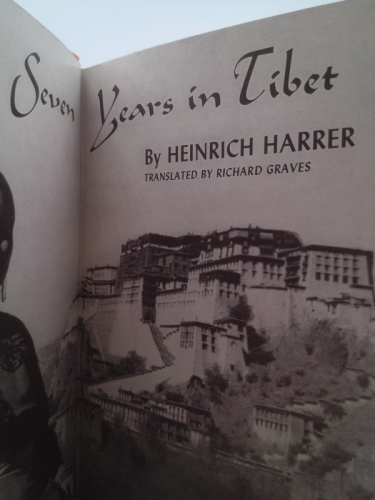 Seven Years in Tibet
By HEINRICH HARRER
TRANSLATED BY RICHARD GRAVES